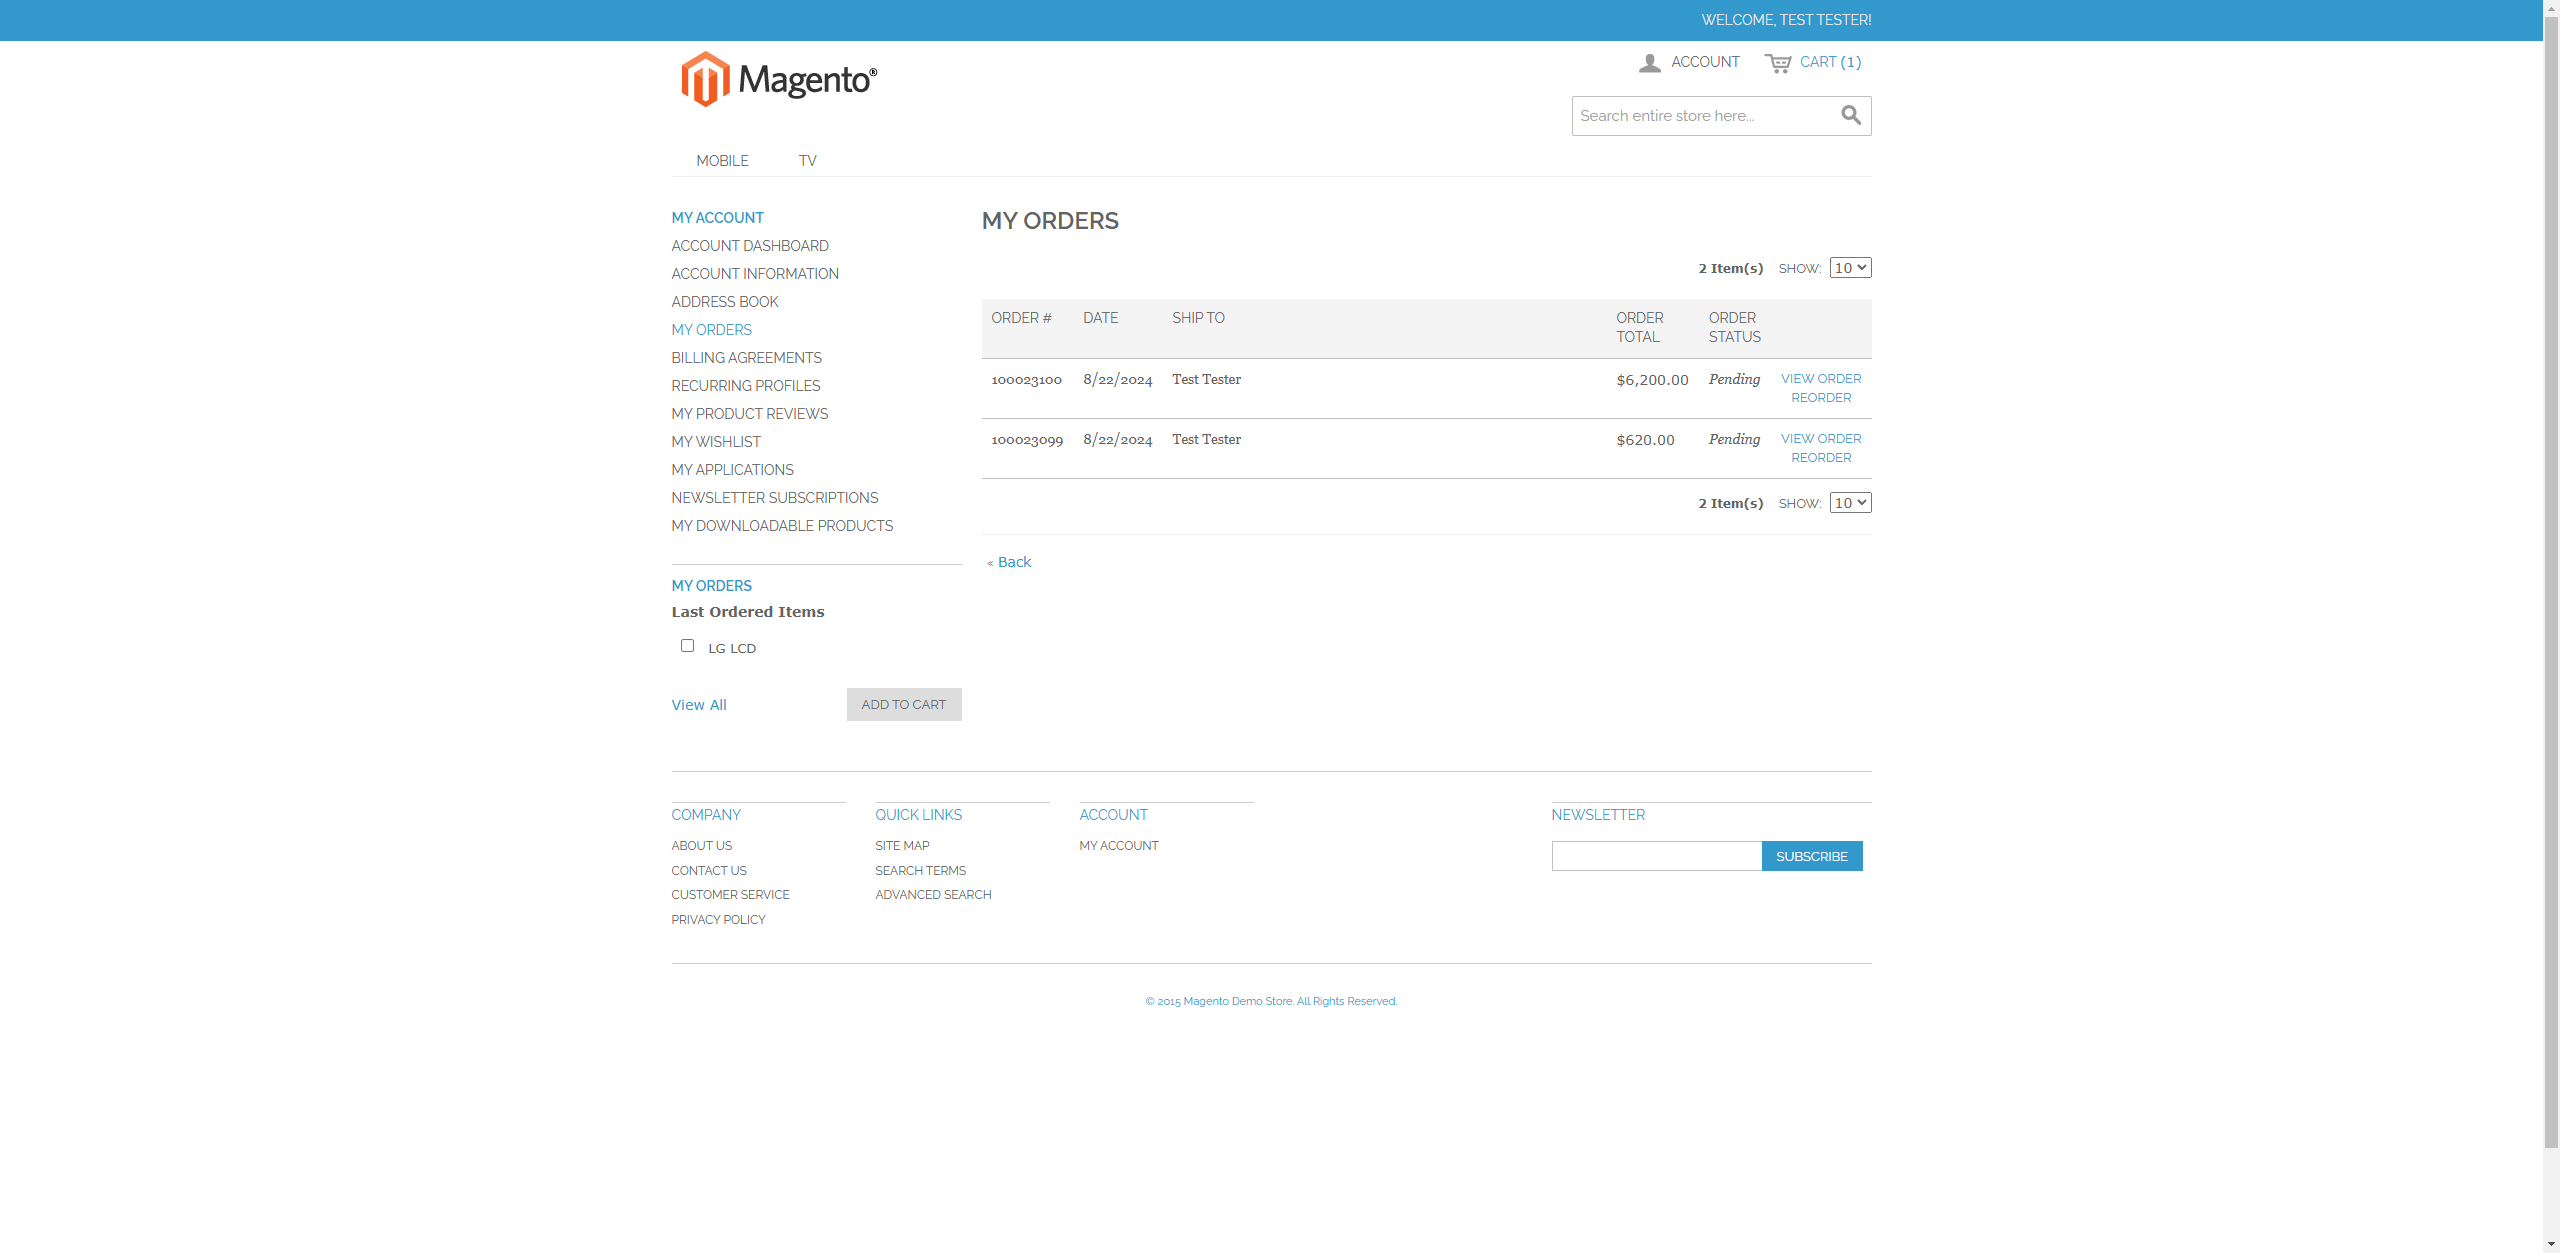 WELCOME, TEST TESTER!
Magento®
ACCOUNT
CART (1)
Search entire store here...
MOBILE
TV
MY ACCOUNT
ACCOUNT DASHBOARD
ACCOUNT INFORMATION
ADDRESS BOOK
MY ORDERS
BILLING AGREEMENTS
RECURRING PROFILES
MY PRODUCT REVIEWS
MY WISHLIST
MY APPLICATIONS
NEWSLETTER SUBSCRIPTIONS
MY DOWNLOADABLE PRODUCTS
MY ORDERS
Last Ordered Items
LG LCD
View All
ADD TO CART
MY ORDERS
2 Item(s) SHOW: 10
ORDER # DATE SHIP TO ORDER TOTAL ORDER STATUS
100023100 8/22/2024 Test Tester $6,200.00 Pending VIEW ORDER
REORDER
100023099 8/22/2024 Test Tester $620.00 Pending VIEW ORDER
REORDER
2 Item(s) SHOW: 10
« Back
COMPANY
ABOUT US
CONTACT US
CUSTOMER SERVICE
PRIVACY POLICY
QUICK LINKS
SITE MAP
SEARCH TERMS
ADVANCED SEARCH
ACCOUNT
MY ACCOUNT
NEWSLETTER
SUBSCRIBE
© 2015 Magento Demo Store. All Rights Reserved.